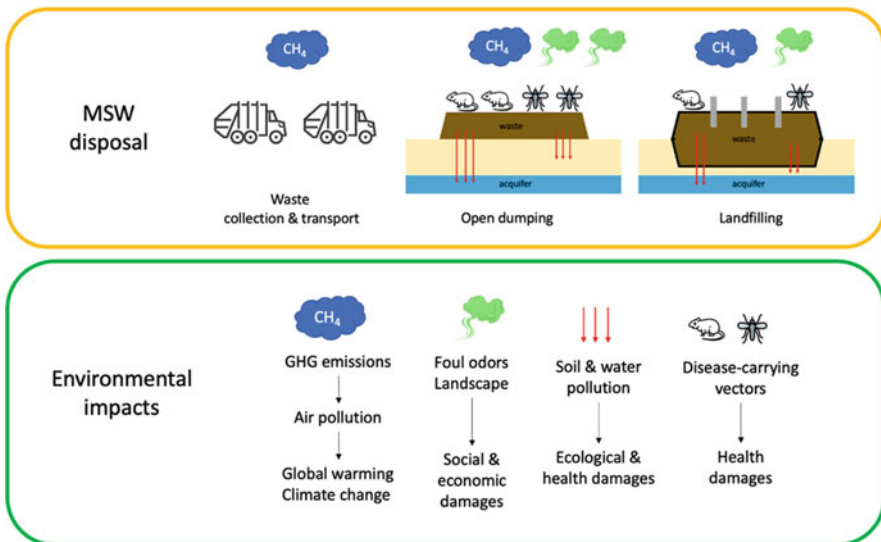 CH4
CH4
CH4
MSW
disposal
waste
waste
acquifer
acquifer
Waste
collection & transport
Open dumping
Landfilling
CH4
GHG emissions
Foul odors
Landscape
Soil & water
pollution
Disease-carrying
vectors
Environmental
impacts
Air pollution
Global warming
Climate change
Social &
economic
damages
Ecological &
health damages
Health
damages